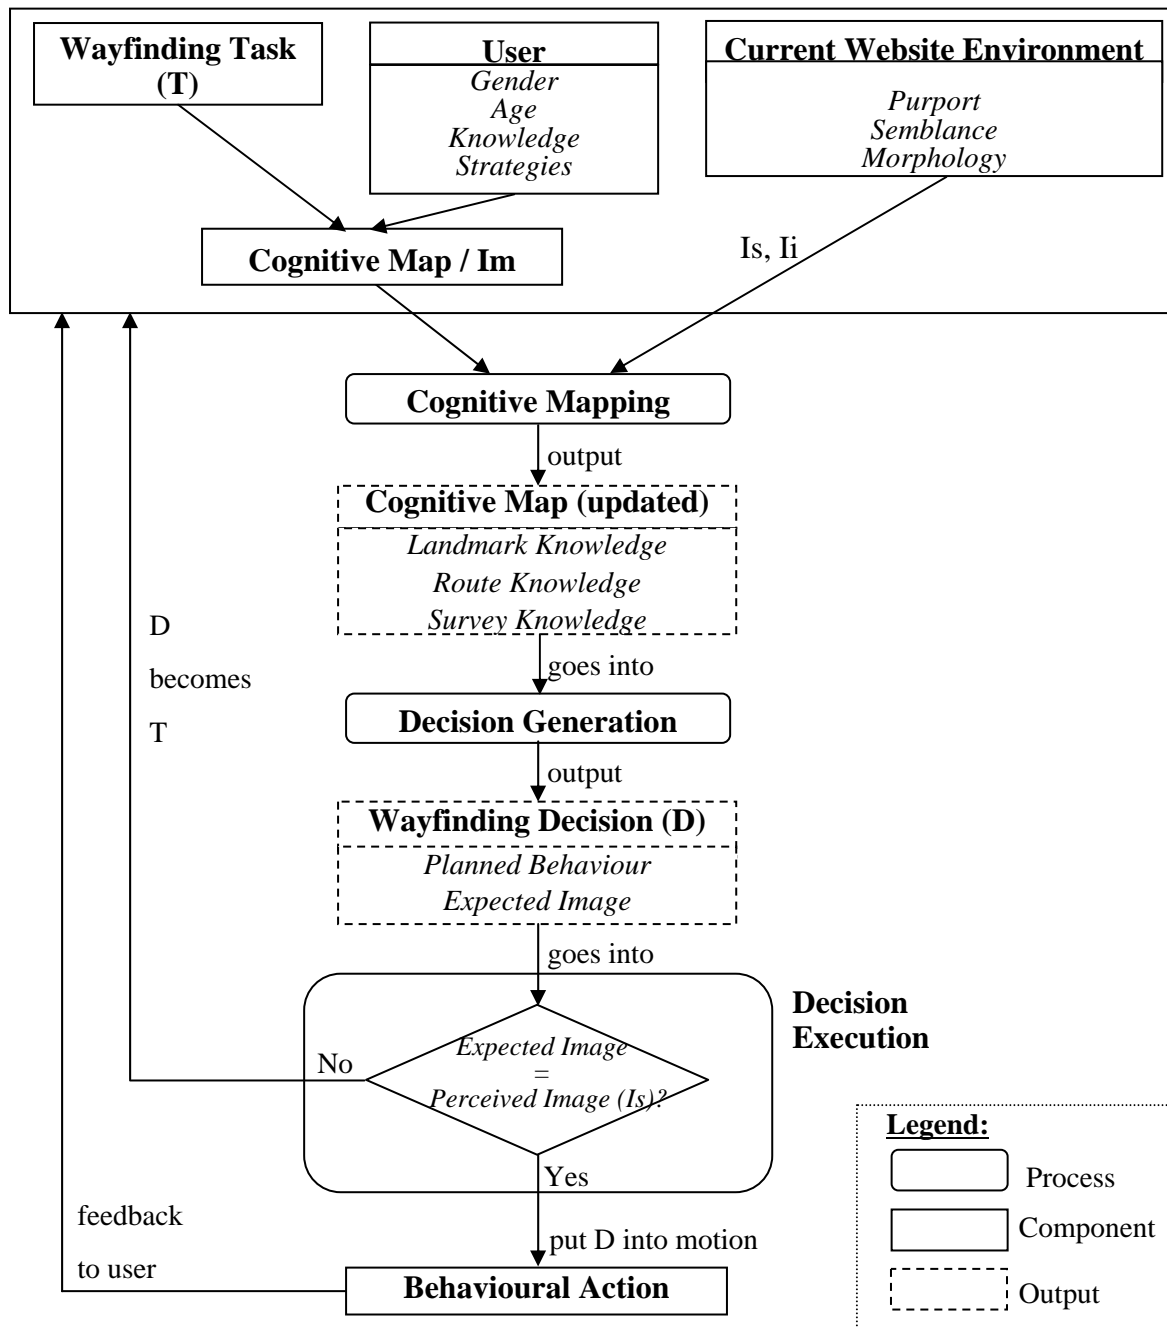 Wayfinding Task
(T)
User
Gender
Age
Knowledge
Strategies
Current Website Environment
Purport
Semblance
Morphology
Cognitive Map / Im
Is, Ii
Cognitive Mapping
output
Cognitive Map (updated)
Landmark Knowledge
Route Knowledge
Survey Knowledge
goes into
D
becomes
T
Decision Generation
output
Wayfinding Decision (D)
Planned Behaviour
Expected Image
goes into
Decision
Execution
Expected Image
=
Perceived Image (Is)?
No
Yes
put D into motion
feedback
to user
Behavioural Action
Legend:
Process
Component
Output